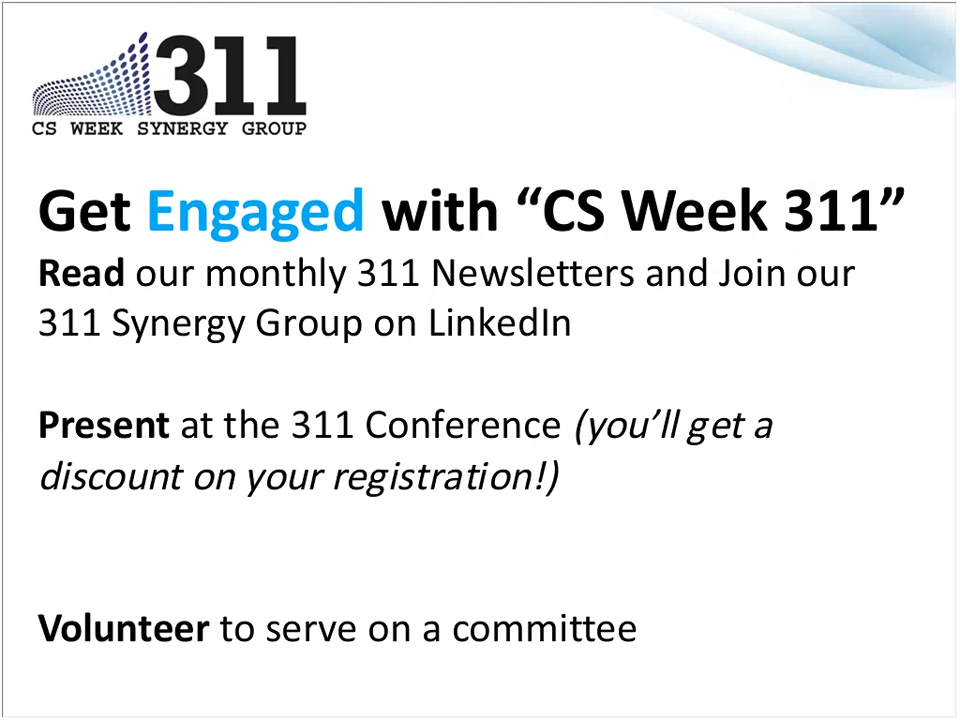 311
CS WEEK SYNERGY GROUP
Get Engaged with “CS Week 311”
Read our monthly 311 Newsletters and Join our
311 Synergy Group on LinkedIn
Present at the 311 Conference (you’ll get a
discount on your registration!)
Volunteer to serve on a committee